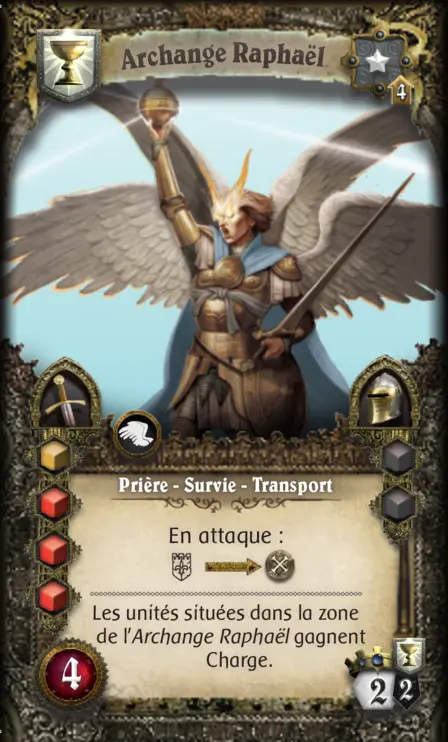 Archange Raphaël
4
Prière - Survie - Transport
En attaque :
Les unités situées dans la zone
de l'Archange Raphaël gagnent
Charge.
4
2 2